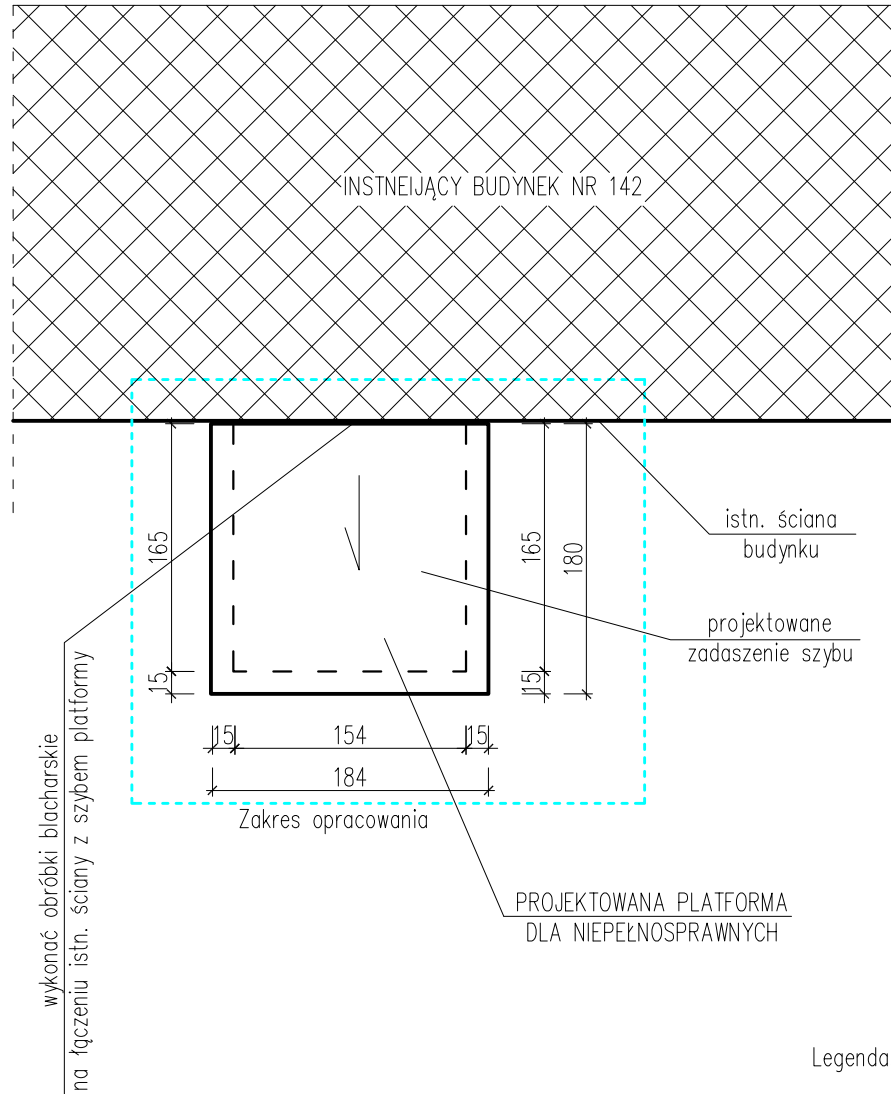 INSTNEIJĄCY BUDYNEK NR 142
165
15
165
15
180
istn. ściana
budynku
projektowane
zadaszenie szybu
15
154
15
184
Zakres opracowania
PROJEKTOWANA PLATFORMA
DLA NIEPEŁNOSPRAWNYCH
wykonać obróbki blacharskie
na łączeniu istn. ściany z szybem platformy
Legenda